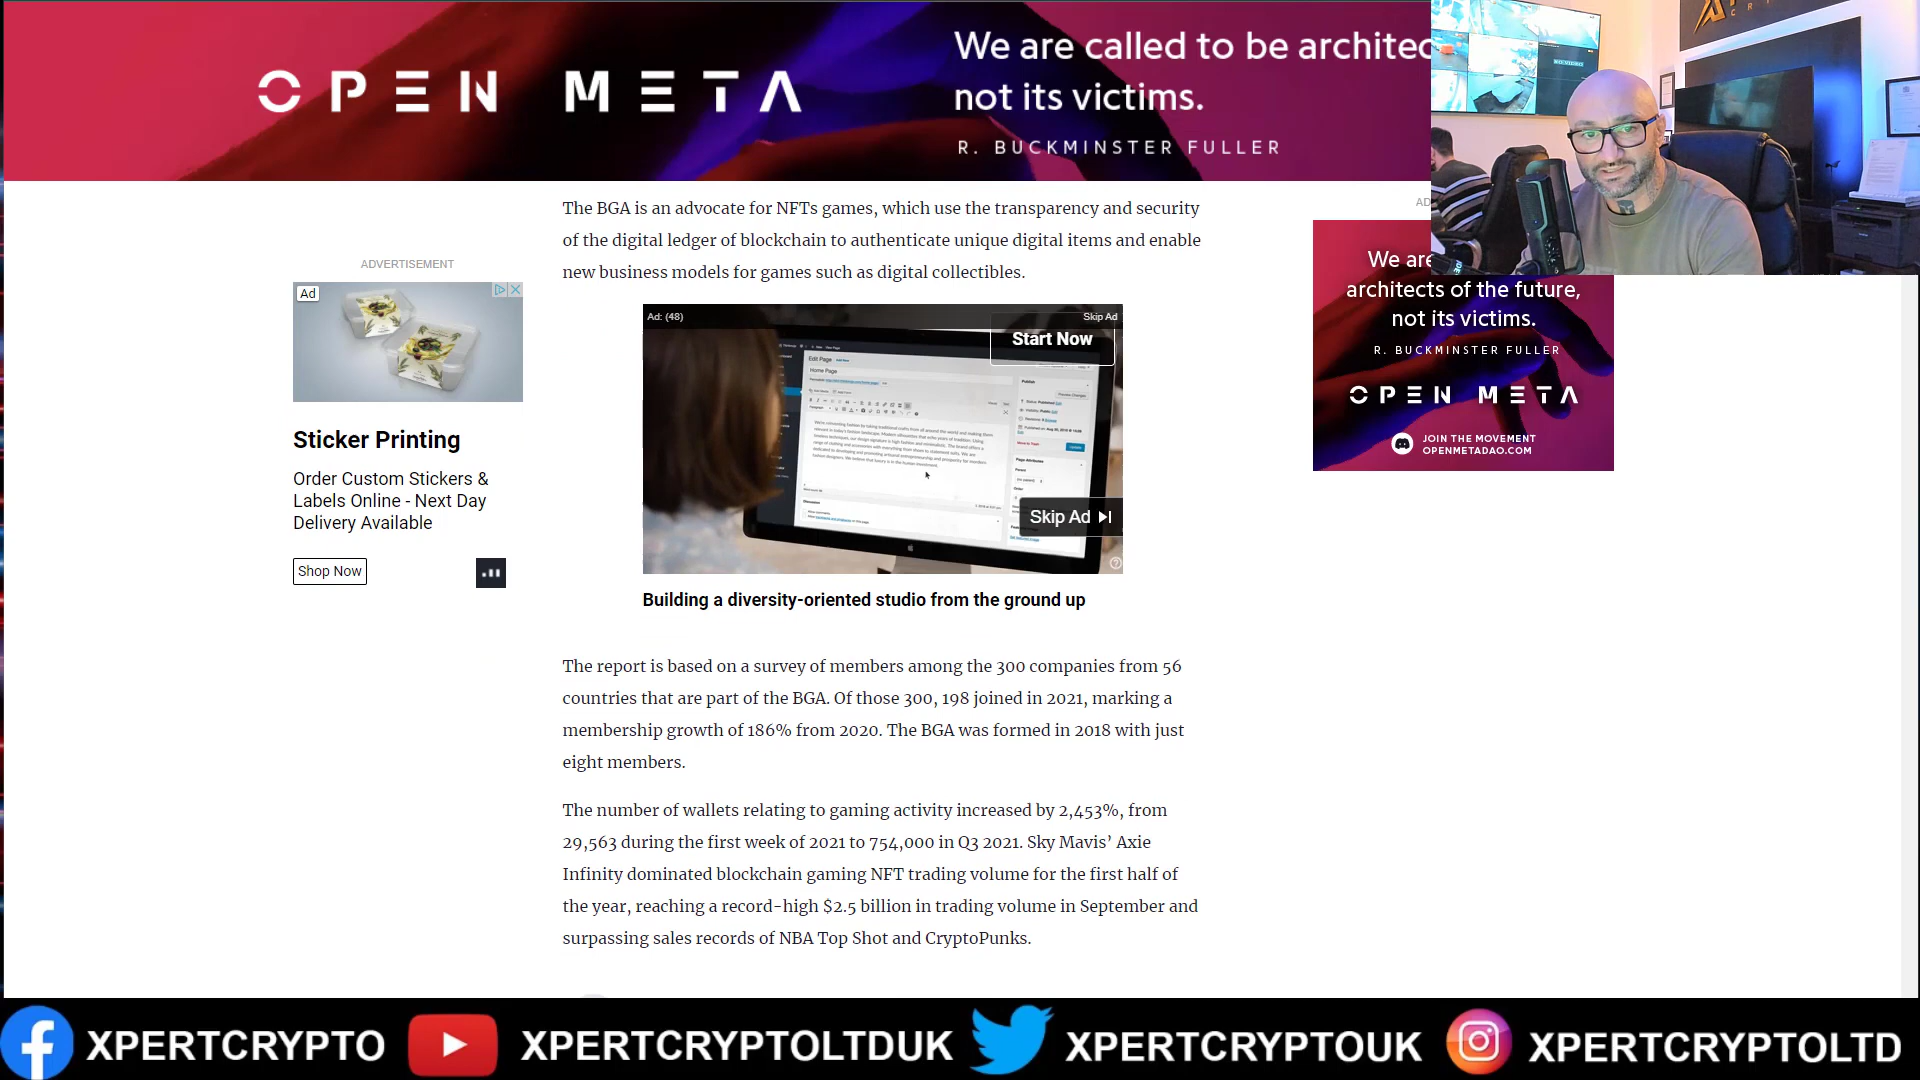 OPEN META
We are called to be architec
not its victims.
R. BUCKMINSTER FULLER
The BGA is an advocate for NFTs games, which use the transparency and security
of the digital ledger of blockchain to authenticate unique digital items and enable
new business models for games such as digital collectibles.
ADVERTISEMENT
Ad
Sticker Printing
Order Custom Stickers &
Labels Online - Next Day
Delivery Available
Shop Now
Ad: (48)
Skip Ad
Start Now
Edit Page
Home Page
Publish
Page Attributes
Skip Ad
Building a diversity-oriented studio from the ground up
AD
We are
architects of the future,
not its victims.
R. BUCKMINSTER FULLER
OPEN META
JOIN THE MOVEMENT
OPENMETADAO.COM
The report is based on a survey of members among the 300 companies from 56
countries that are part of the BGA. Of those 300, 198 joined in 2021, marking a
membership growth of 186% from 2020. The BGA was formed in 2018 with just
eight members.
The number of wallets relating to gaming activity increased by 2,453%, from
29,563 during the first week of 2021 to 754,000 in Q3 2021. Sky Mavis’ Axie
Infinity dominated blockchain gaming NFT trading volume for the first half of
the year, reaching a record-high $2.5 billion in trading volume in September and
surpassing sales records of NBA Top Shot and CryptoPunks.
XPERTCRYPTO
XPERTCRYPTOLTDUK
XPERTCRYPTOUK
XPERTCRYPTOLTD